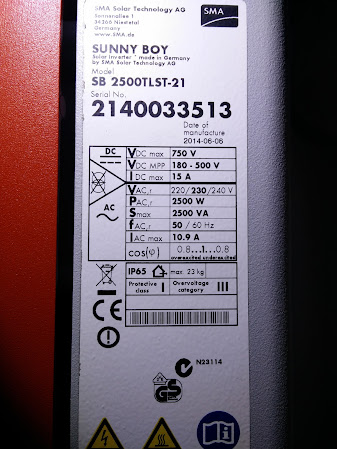 SMA Solar Technology AG
Sonnenallee 1
34266 Niestetal
Germany
www.SMA.de
SMA
SUNNY BOY
Solar Inverter * made in Germany
by SMA Solar Technology AG
Model
SB 2500TLST-21
Serial No.
2140033513
Date of
manufacture
2014-06-06
DC
VDC max 750 V
VDC MPP 180 - 500 V
IDC max 15 A
AC
VAC,r 220/230/240 V
PAC,r 2500 W
Smax 2500 VA
fAC,r 50 / 60 Hz
IAC max 10.9 A
cos(φ) 0.8...1...0.8
overexcited underexcited
IP65 max. 23 kg
Protective class I Overvoltage category III
CE
N23114
GS
i